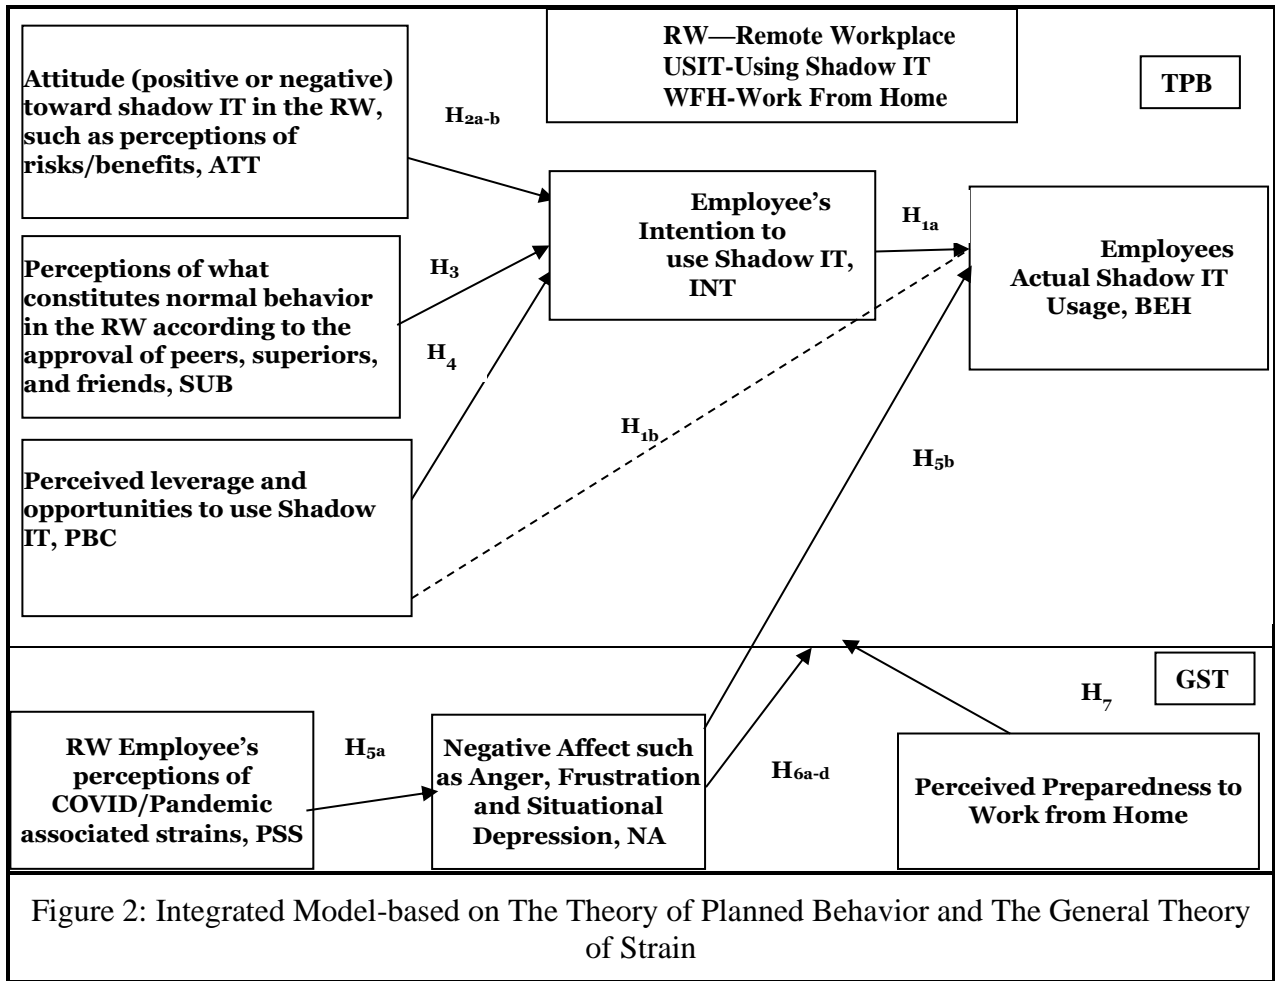 RW—Remote Workplace
USIT-Using Shadow IT
WFH-Work From Home
TPB
Attitude (positive or negative)
toward shadow IT in the RW,
such as perceptions of
risks/benefits, ATT
H2a-b
Employee's
Intention to
use Shadow IT,
INT
H1a
Employees
Actual Shadow IT
Usage, BEH
Perceptions of what
constitutes normal behavior
in the RW according to the
approval of peers, superiors,
and friends, SUB
H3
H4
H1b
H5b
Perceived leverage and
opportunities to use Shadow
IT, PBC
GST
H7
RW Employee's
perceptions of
COVID/Pandemic
associated strains, PSS
H5a
Negative Affect such
as Anger, Frustration
and Situational
Depression, NA
H6a-d
Perceived Preparedness to
Work from Home
Figure 2: Integrated Model-based on The Theory of Planned Behavior and The General Theory
of Strain